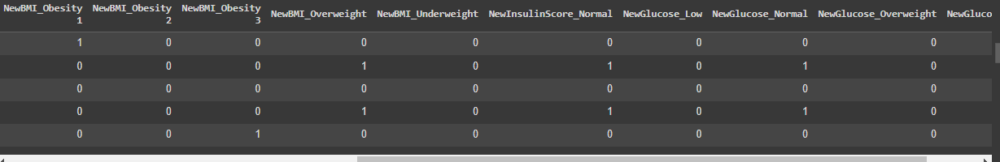 NewBMI_Obesity 1 NewBMI_Obesity 2 NewBMI_Obesity 3 NewBMI_Overweight NewBMI_Underweight NewInsulinScore_Normal NewGlucose_Low NewGlucose_Normal NewGlucose_Overweight NewGluco
1 0 0 0 0 0 0 0 0
0 0 0 1 0 1 0 1 0
0 0 0 0 0 0 0 0 0
0 0 0 1 0 1 0 1 0
0 0 1 0 0 0 0 0 0